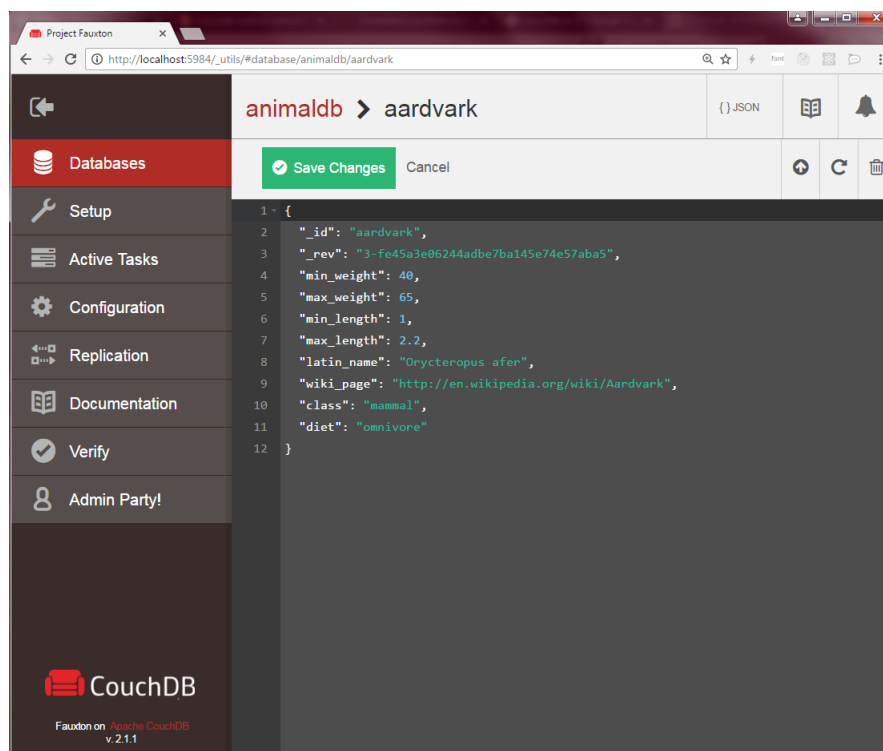 Project Fauxton
http://localhost:5984/_utils/#database/animaldb/aardvark
font
animaldb > aardvark
{ } JSON
Databases
Save Changes
Cancel
Setup
Active Tasks
Configuration
Replication
Documentation
Verify
Admin Party!
1 {
2 "_id": "aardvark",
3 "_rev": "3-fe45a3e06244adbe7ba145e74e57aba5",
4 "min_weight": 40,
5 "max_weight": 65,
6 "min_length": 1,
7 "max_length": 2.2,
8 "latin_name": "Orycteropus afer",
9 "wiki_page": "http://en.wikipedia.org/wiki/Aardvark",
10 "class": "mammal",
11 "diet": "omnivore"
12 }
CouchDB
Fauxton on Apache CouchDB
v. 2.1.1